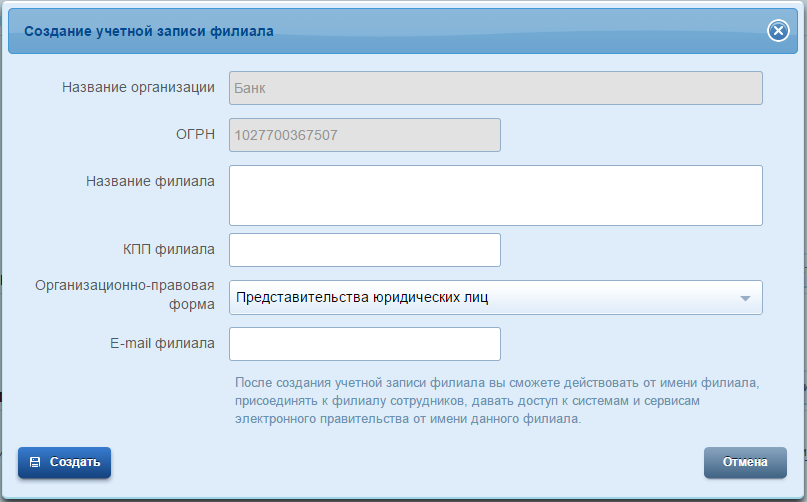 Создание учетной записи филиала
Название организации
Банк
ОГРН
1027700367507
Название филиала
КПП филиала
Организационно-правовая
форма
Представительства юридических лиц
E-mail филиала
После создания учетной записи филиала вы сможете действовать от имени филиала,
присоединять к филиалу сотрудников, давать доступ к системам и сервисам
электронного правительства от имени данного филиала.
Создать
Отмена